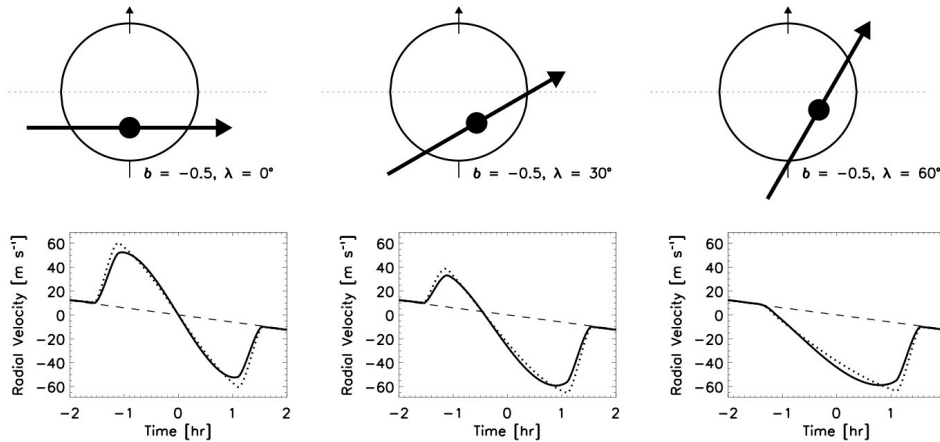 b = −0.5, λ = 0°
b = −0.5, λ = 30°
b = −0.5, λ = 60°
Radial Velocity [m s⁻¹]
60
40
20
0
−20
−40
−60
−2 −1 0 1 2
Time [hr]
Radial Velocity [m s⁻¹]
60
40
20
0
−20
−40
−60
−2 −1 0 1 2
Time [hr]
Radial Velocity [m s⁻¹]
60
40
20
0
−20
−40
−60
−2 −1 0 1 2
Time [hr]